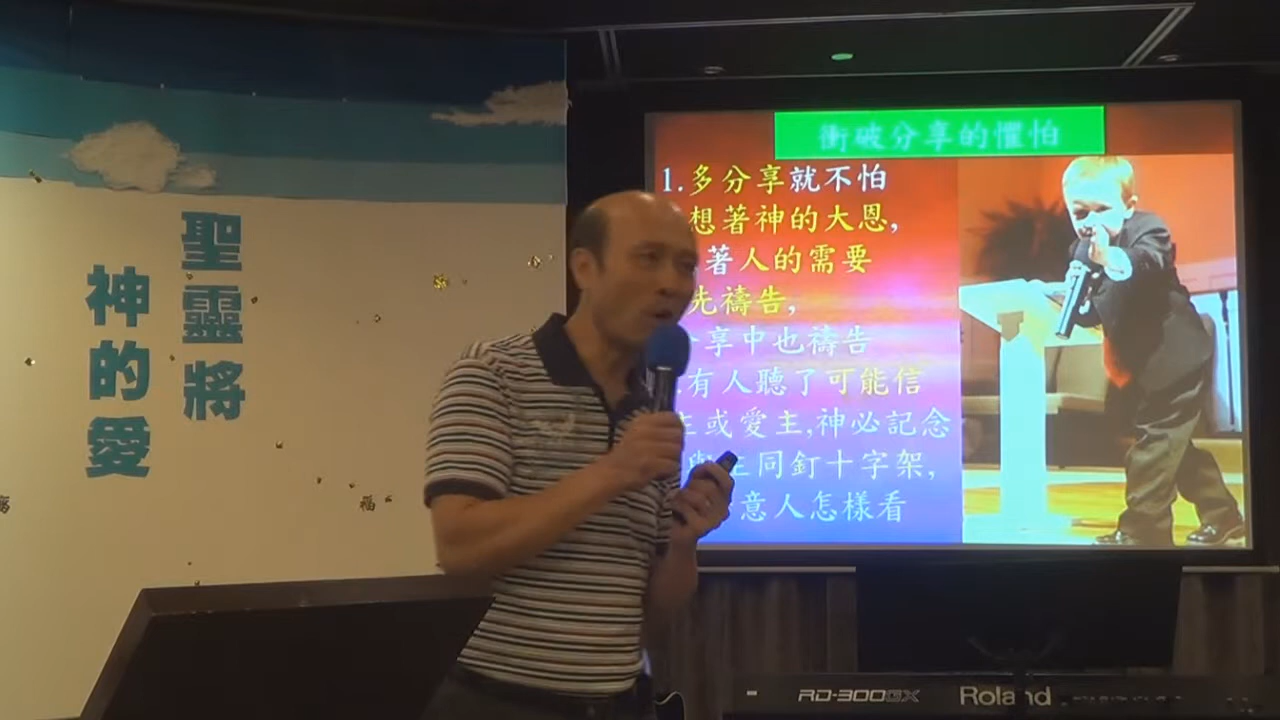 聖靈將
神的愛
衝破分享的懼怕
1.多分享就不怕
想著神的大恩,
著人的需要
先禱告,
享中也禱告
有人聽了可能信
主或愛主,神必記念
與主同釘十字架,
意人怎樣看
福
RD-300GX Roland